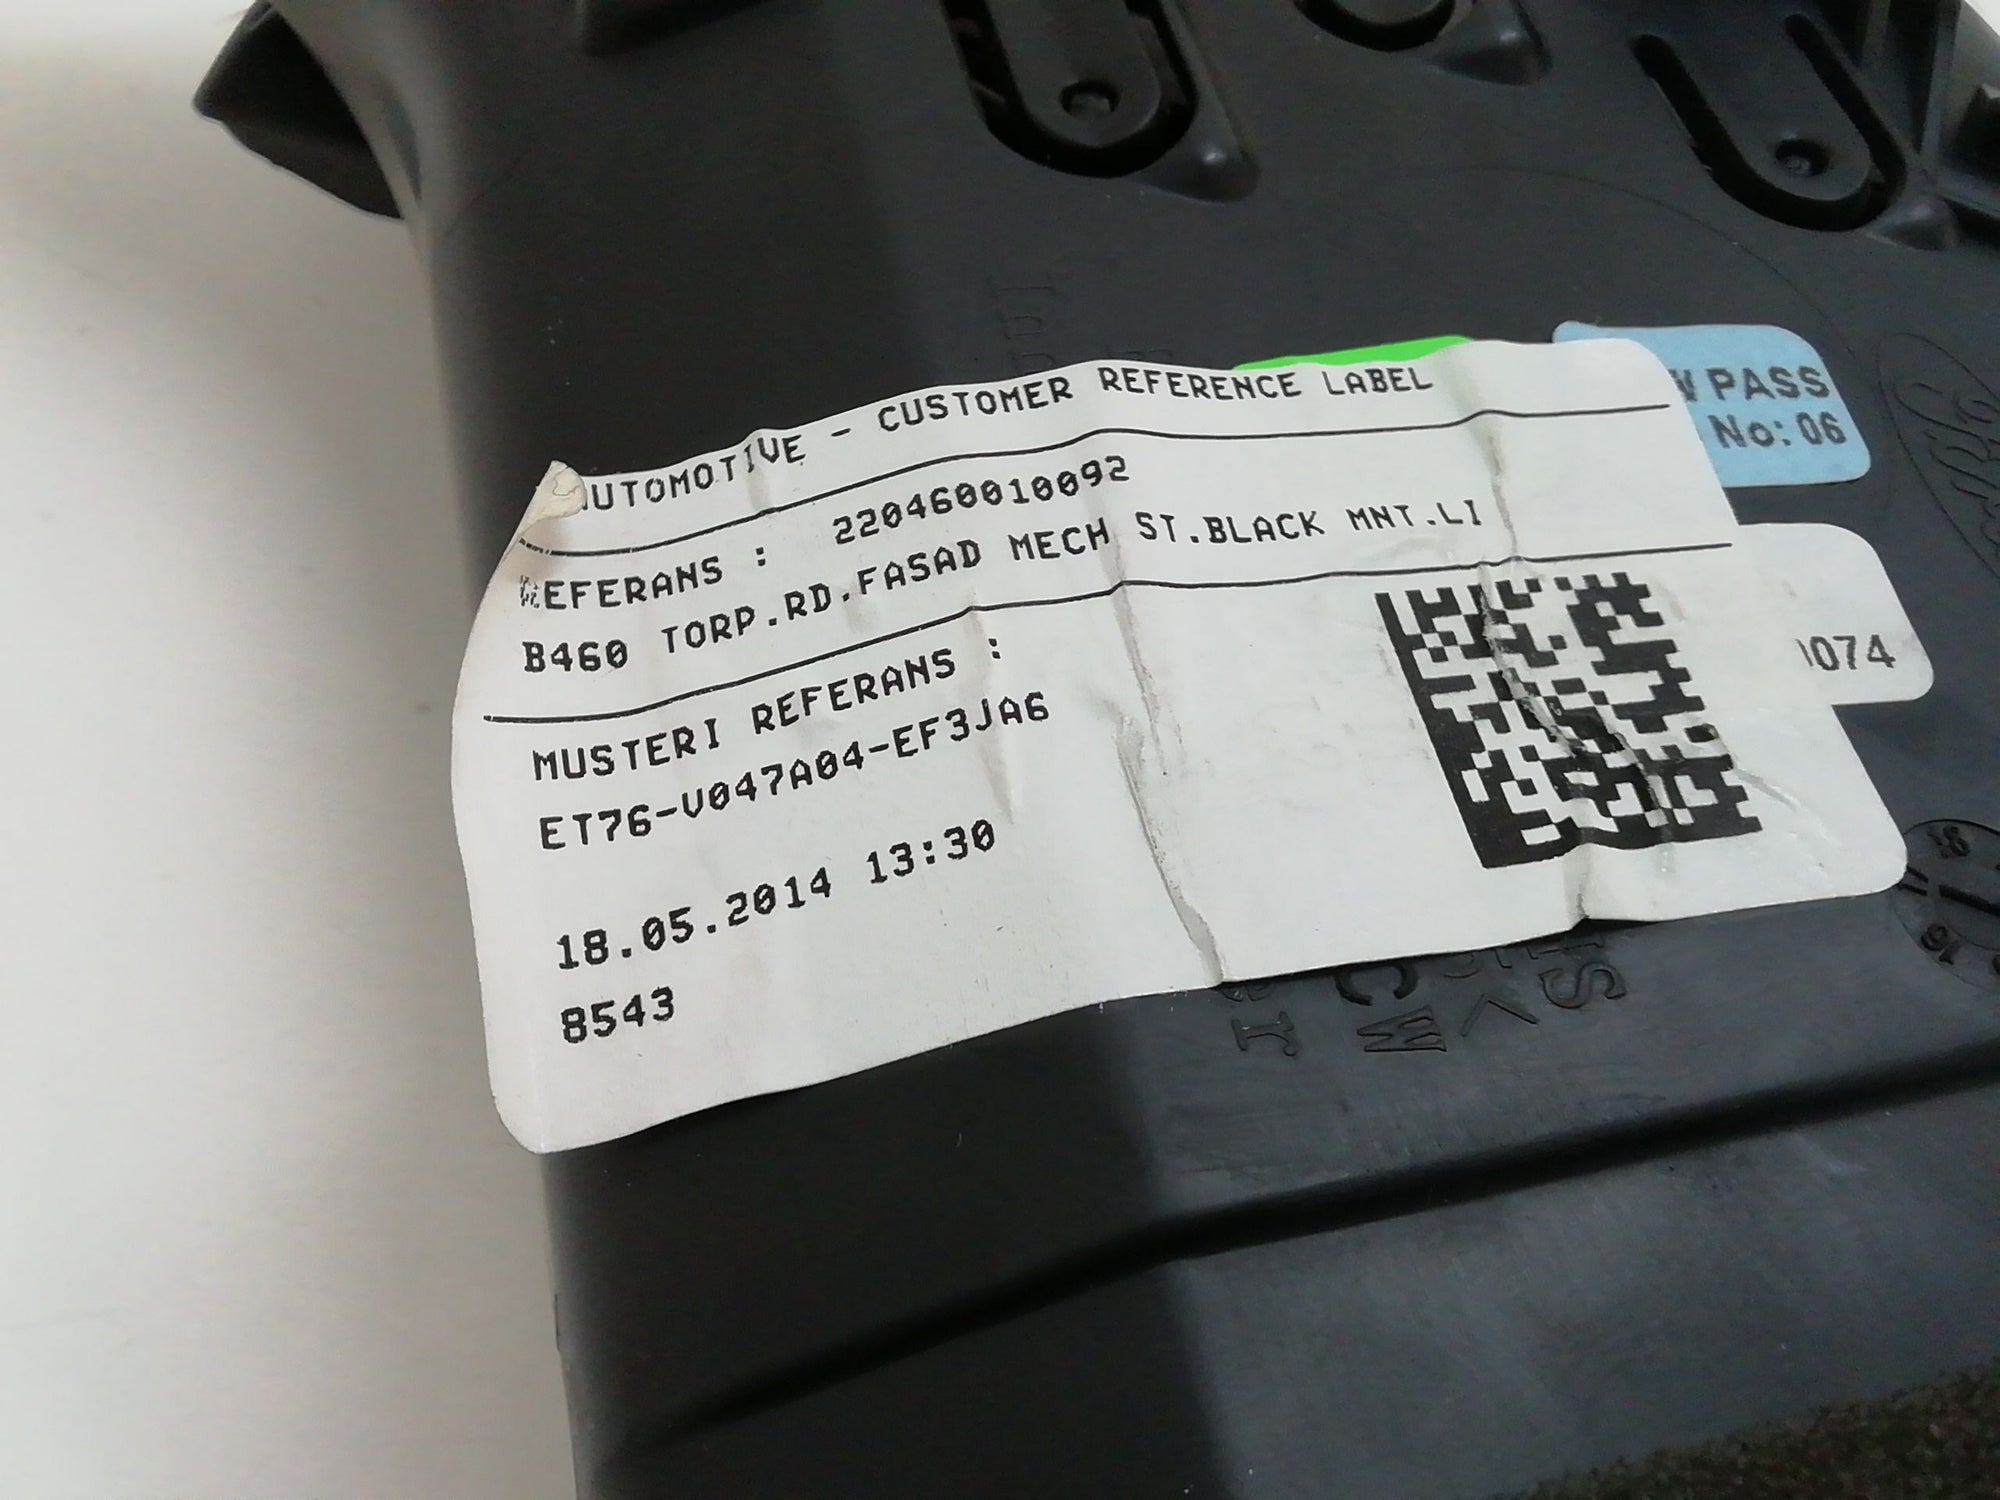 AUTOMOTIVE - CUSTOMER REFERENCE LABEL
REFERANS : 220460010092
B460 TORP.RD.FASAD MECH ST.BLACK MNT.LI
MUSTERI REFERANS :
ET76-V047A04-EF3JA6
18.05.2014 13:30
8543
PASS
No: 06
074